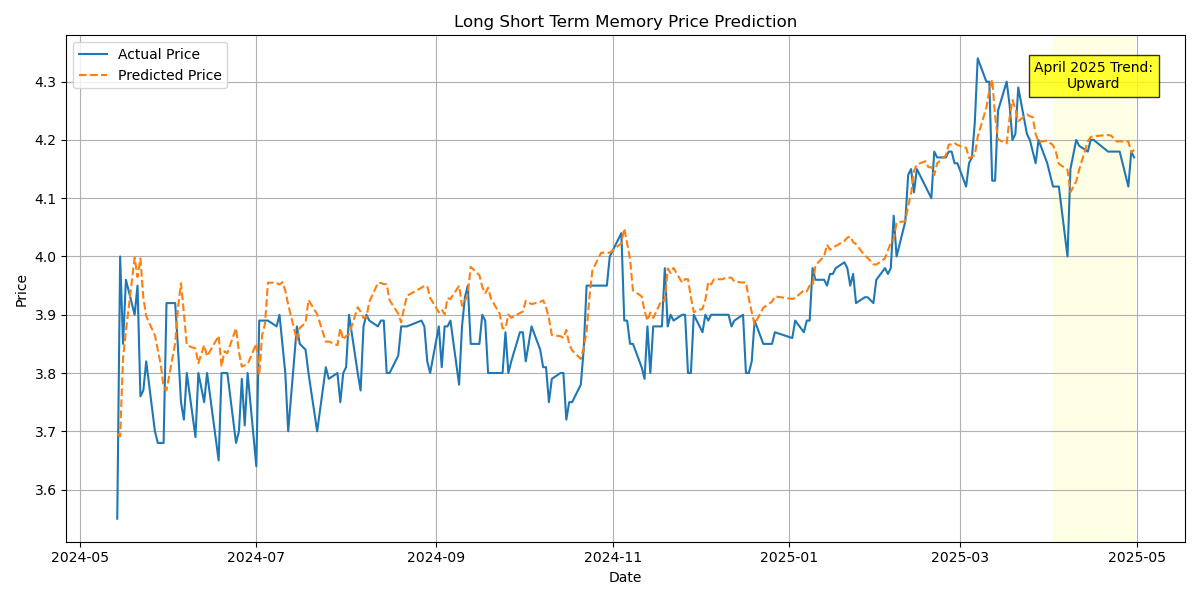 Long Short Term Memory Price Prediction
Actual Price
Predicted Price
April 2025 Trend:
Upward
Price
4.3
4.2
4.1
4.0
3.9
3.8
3.7
3.6
2024-05
2024-07
2024-09
2024-11
2025-01
2025-03
2025-05
Date